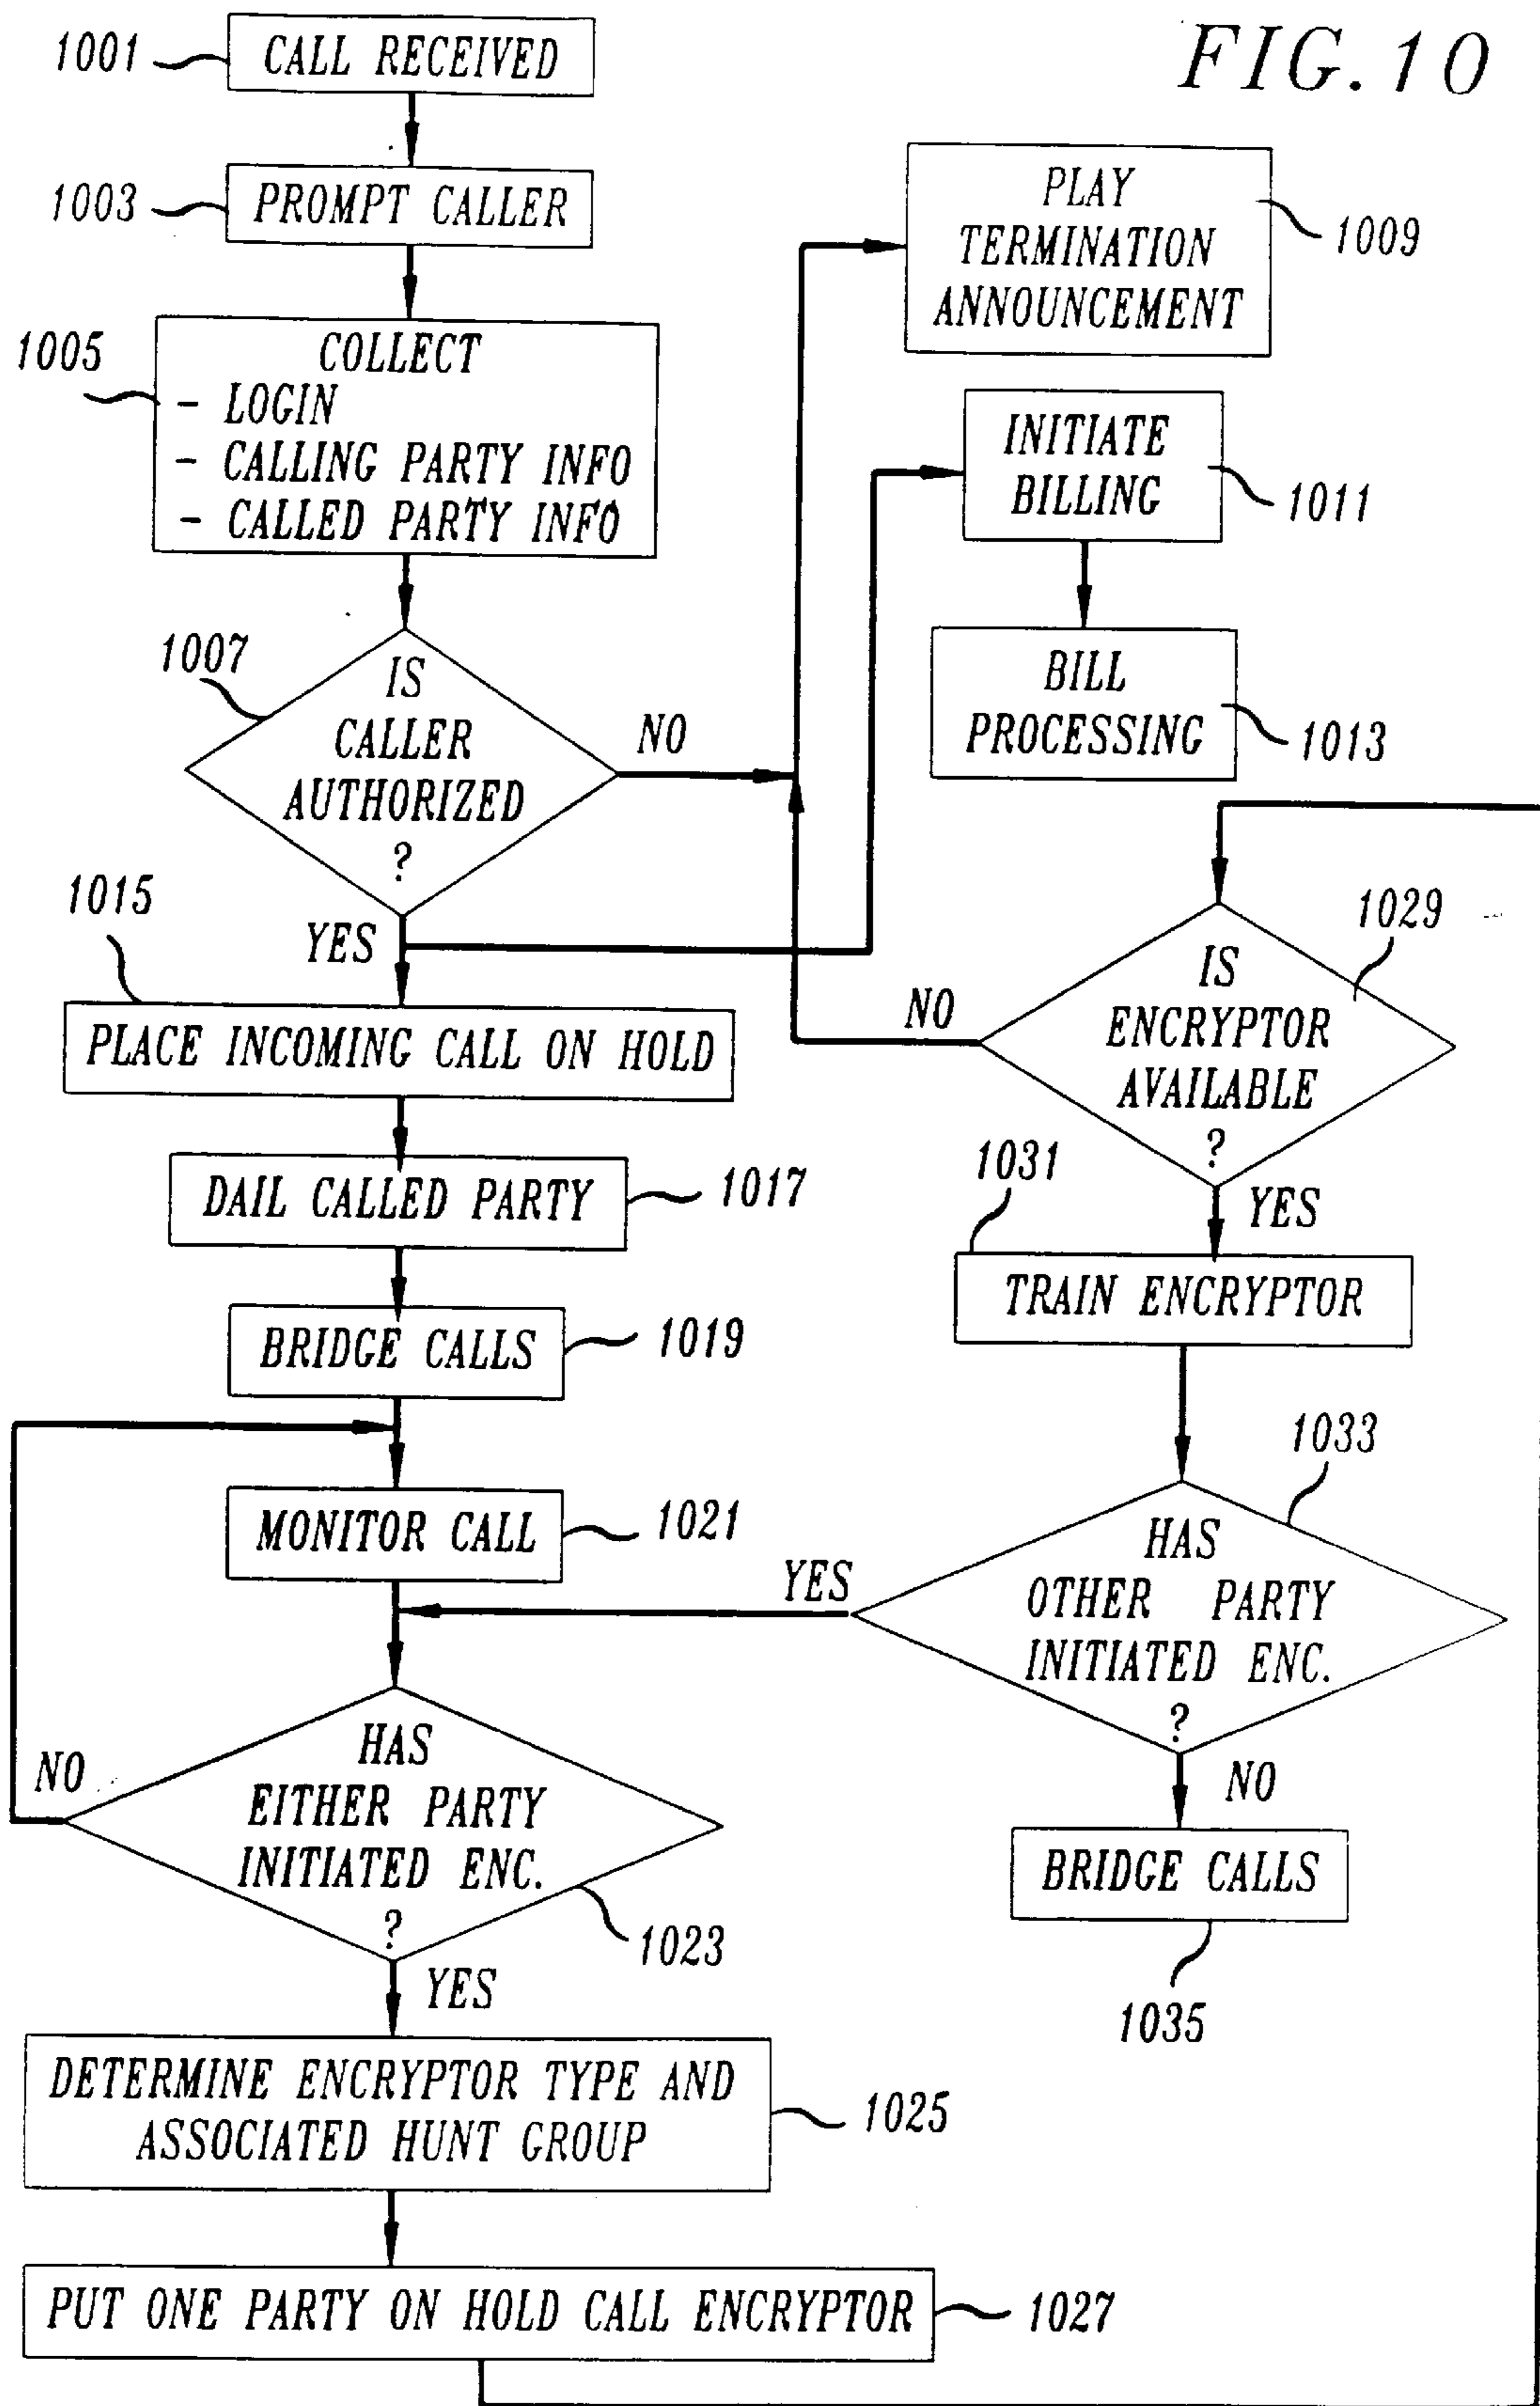 FIG. 10
1001
CALL RECEIVED
1003
PROMPT CALLER
1005
COLLECT
- LOGIN
- CALLING PARTY INFO
- CALLED PARTY INFO
1007
IS
CALLER
AUTHORIZED
?
NO
YES
PLAY
TERMINATION
ANNOUNCEMENT
1009
INITIATE
BILLING
1011
BILL
PROCESSING
1013
1015
PLACE INCOMING CALL ON HOLD
DAIL CALLED PARTY
1017
BRIDGE CALLS
1019
MONITOR CALL
1021
HAS
EITHER PARTY
INITIATED ENC.
?
1023
NO
YES
DETERMINE ENCRYPTOR TYPE AND
ASSOCIATED HUNT GROUP
1025
PUT ONE PARTY ON HOLD CALL ENCRYPTOR
1027
1029
IS
ENCRYPTOR
AVAILABLE
?
NO
YES
1031
TRAIN ENCRYPTOR
1033
HAS
OTHER PARTY
INITIATED ENC.
?
YES
NO
BRIDGE CALLS
1035